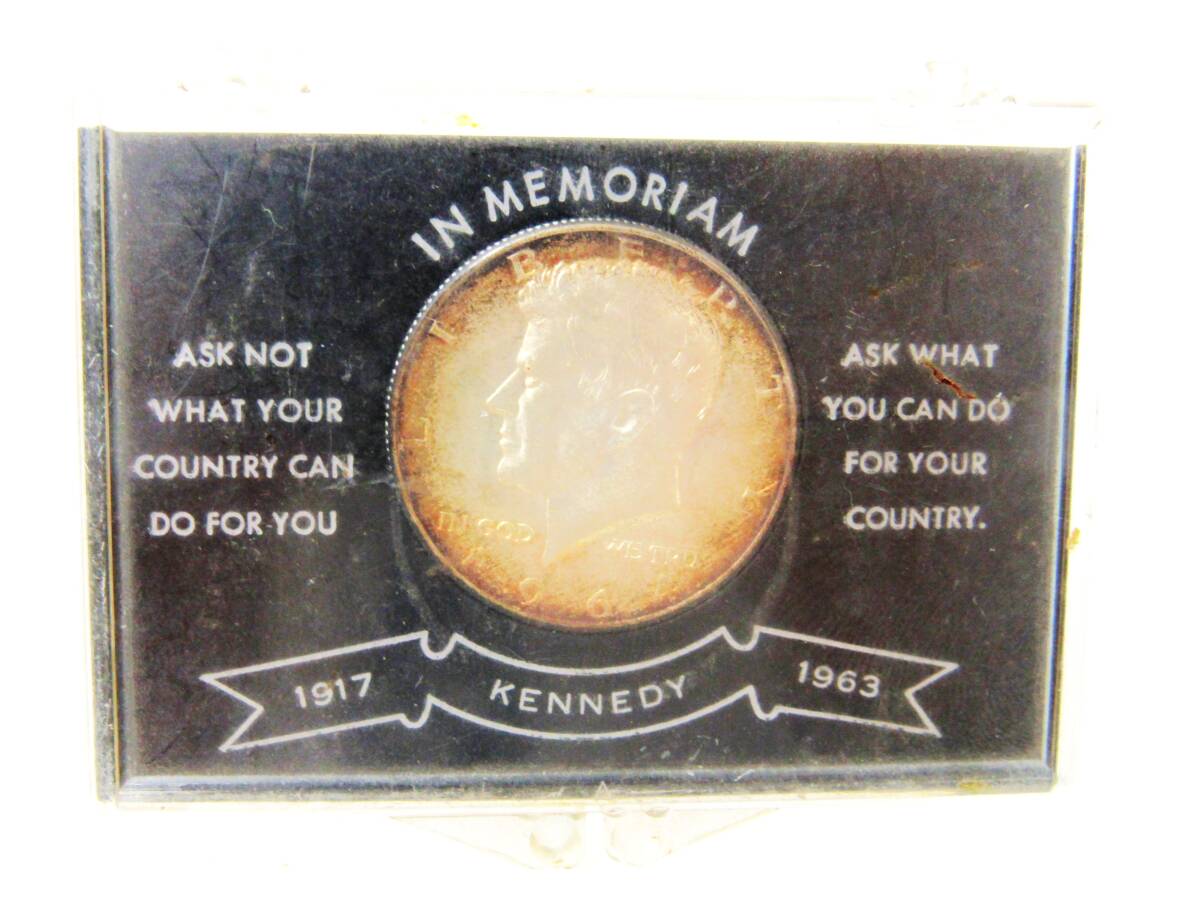 IN MEMORIAM
ASK NOT
WHAT YOUR
COUNTRY CAN
DO FOR YOU
LIBERTY
IN GOD WE TRU
ASK WHAT
YOU CAN DO
FOR YOUR
COUNTRY.
1917 KENNEDY 1963